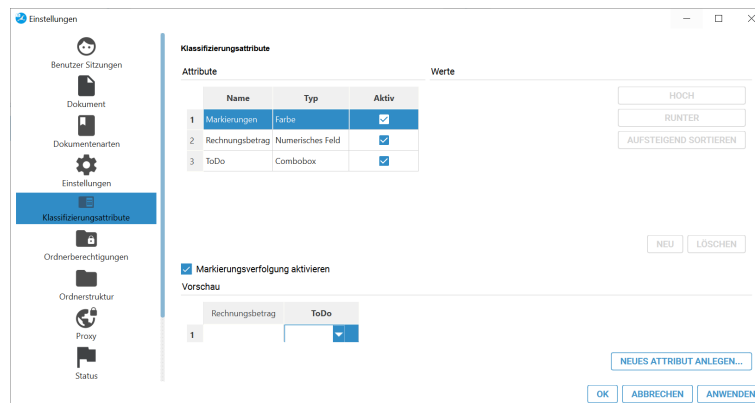 Einstellungen
Benutzer Sitzungen
Dokument
Dokumentenarten
Einstellungen
Klassifizierungsattribute
Ordnerberechtigungen
Ordnerstruktur
Proxy
Status
Klassifizierungsattribute
Attribute
Werte
Name Typ Aktiv
1 Markierungen Farbe
2 Rechnungsbetrag Numerisches Feld
3 ToDo Combobox
HOCH
RUNTER
AUFSTEIGEND SORTIEREN
NEU LÖSCHEN
Markierungsverfolgung aktivieren
Vorschau
Rechnungsbetrag ToDo
1
NEUES ATTRIBUT ANLEGEN...
OK ABBRECHEN ANWENDEN